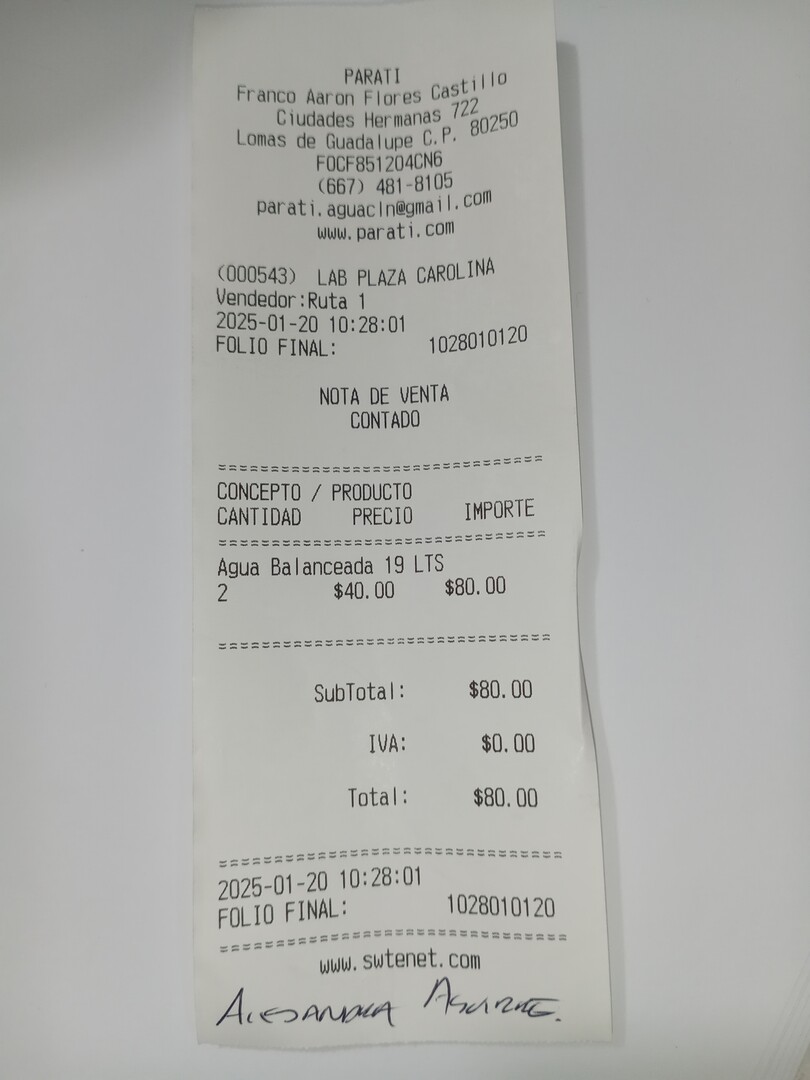 PARATI
Franco Aaron Flores Castillo
Ciudades Hermanas 722
Lomas de Guadalupe C.P. 80250
FOCF851204CN6
(667) 481-8105
parati.aguacln@gmail.com
www.parati.com
(000543) LAB PLAZA CAROLINA
Vendedor:Ruta 1
2025-01-20 10:28:01
FOLIO FINAL: 1028010120
NOTA DE VENTA
CONTADO
===============================
CONCEPTO / PRODUCTO
CANTIDAD PRECIO IMPORTE
===============================
Agua Balanceada 19 LTS
2 $40.00 $80.00
===============================
SubTotal: $80.00
IVA: $0.00
Total: $80.00
===============================
2025-01-20 10:28:01
FOLIO FINAL: 1028010120
===============================
www.swtenet.com